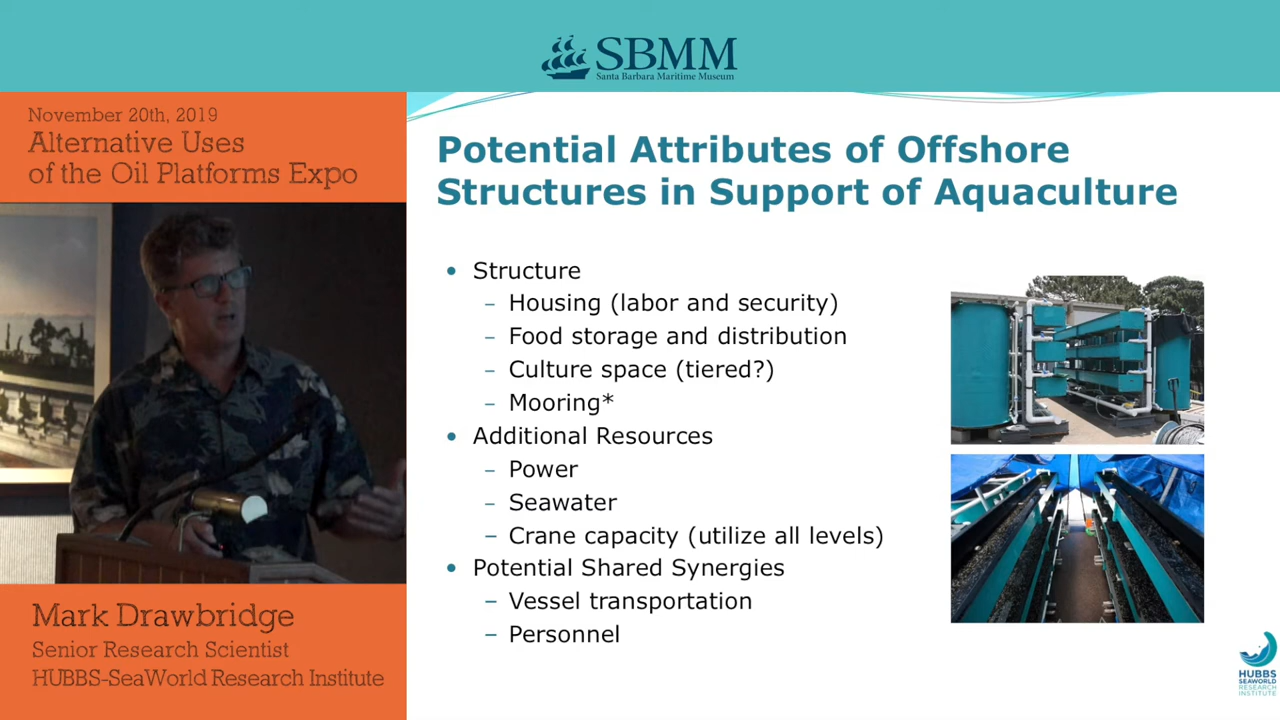 SBMM
Santa Barbara Maritime Museum
November 20th, 2019
Alternative Uses
of the Oil Platforms Expo
Mark Drawbridge
Senior Research Scientist
HUBBS-SeaWorld Research Institute
Potential Attributes of Offshore
Structures in Support of Aquaculture
• Structure
– Housing (labor and security)
– Food storage and distribution
– Culture space (tiered?)
– Mooring*
• Additional Resources
– Power
– Seawater
– Crane capacity (utilize all levels)
• Potential Shared Synergies
– Vessel transportation
– Personnel
HUBBS
SEAWORLD
RESEARCH
INSTITUTE